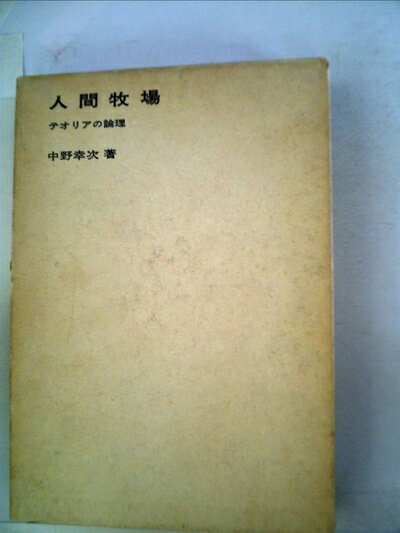 人間牧場
テオリアの論理
中野幸次 著